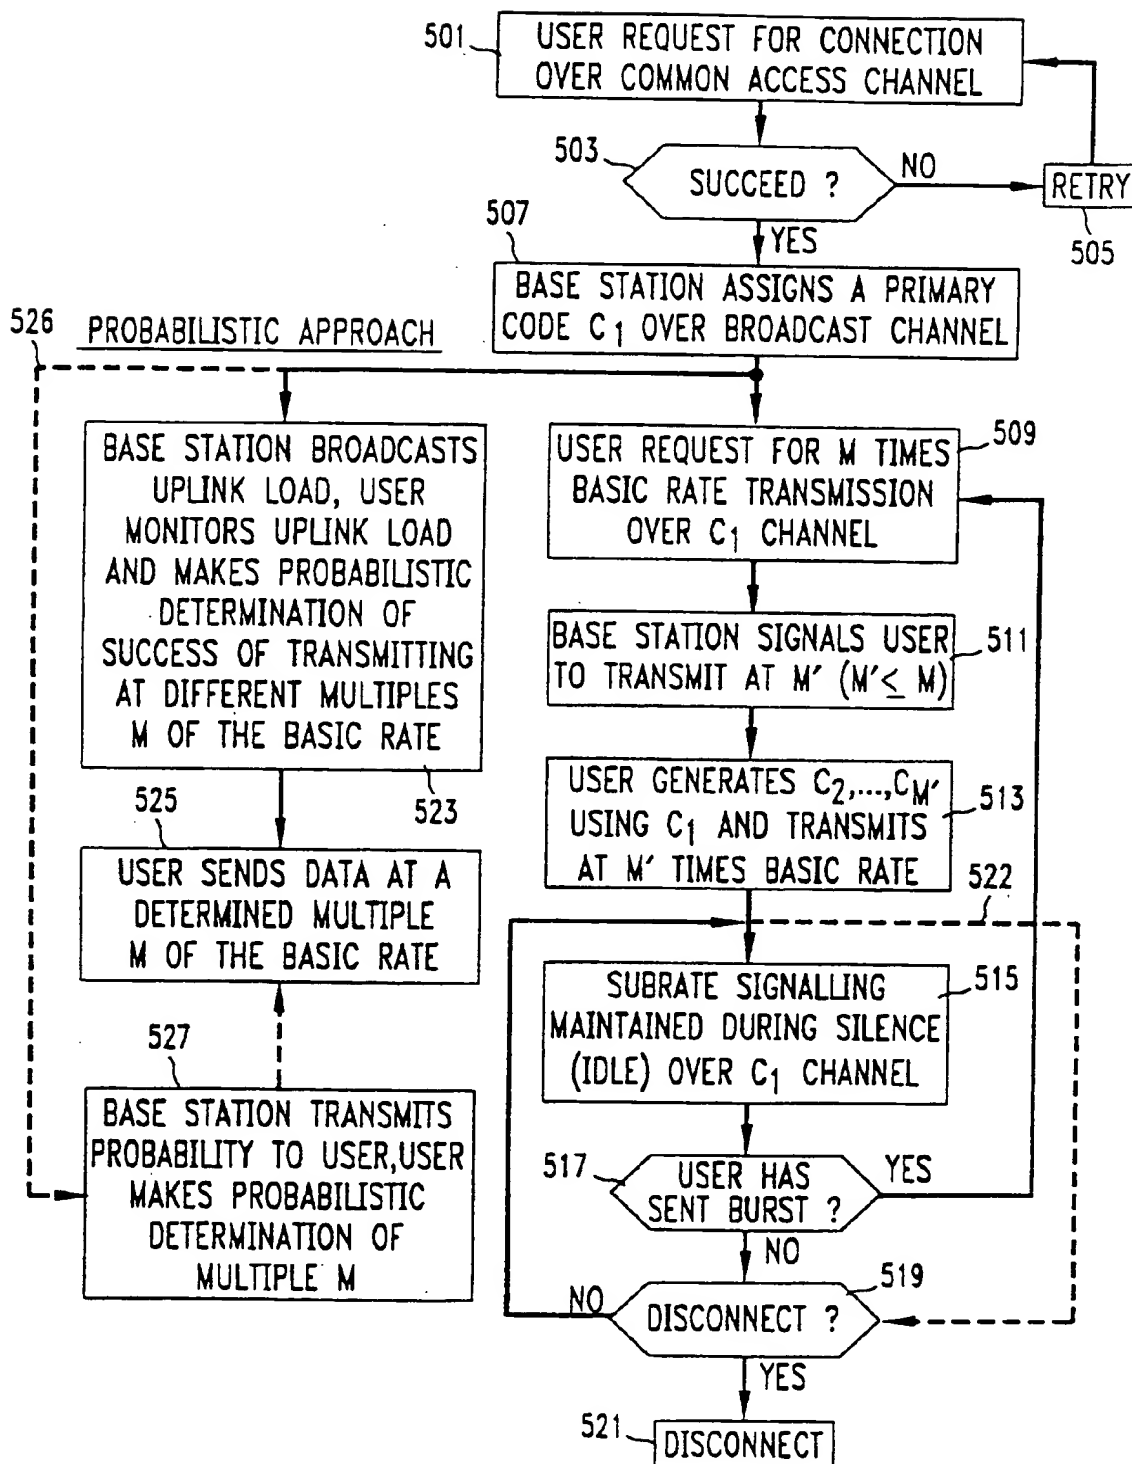 501
USER REQUEST FOR CONNECTION
OVER COMMON ACCESS CHANNEL
503
SUCCEED ?
NO
RETRY
505
YES
507
BASE STATION ASSIGNS A PRIMARY
CODE C1 OVER BROADCAST CHANNEL
526
PROBABILISTIC APPROACH
BASE STATION BROADCASTS
UPLINK LOAD, USER
MONITORS UPLINK LOAD
AND MAKES PROBABILISTIC
DETERMINATION OF
SUCCESS OF TRANSMITTING
AT DIFFERENT MULTIPLES
M OF THE BASIC RATE
523
525
USER SENDS DATA AT A
DETERMINED MULTIPLE
M OF THE BASIC RATE
527
BASE STATION TRANSMITS
PROBABILITY TO USER,USER
MAKES PROBABILISTIC
DETERMINATION OF
MULTIPLE M
509
USER REQUEST FOR M TIMES
BASIC RATE TRANSMISSION
OVER C1 CHANNEL
BASE STATION SIGNALS USER
TO TRANSMIT AT M' (M'≤ M)
511
USER GENERATES C2,...,CM'
USING C1 AND TRANSMITS
AT M' TIMES BASIC RATE
513
522
SUBRATE SIGNALLING
MAINTAINED DURING SILENCE
(IDLE) OVER C1 CHANNEL
515
517
USER HAS
SENT BURST ?
YES
NO
519
NO
DISCONNECT ?
YES
521
DISCONNECT